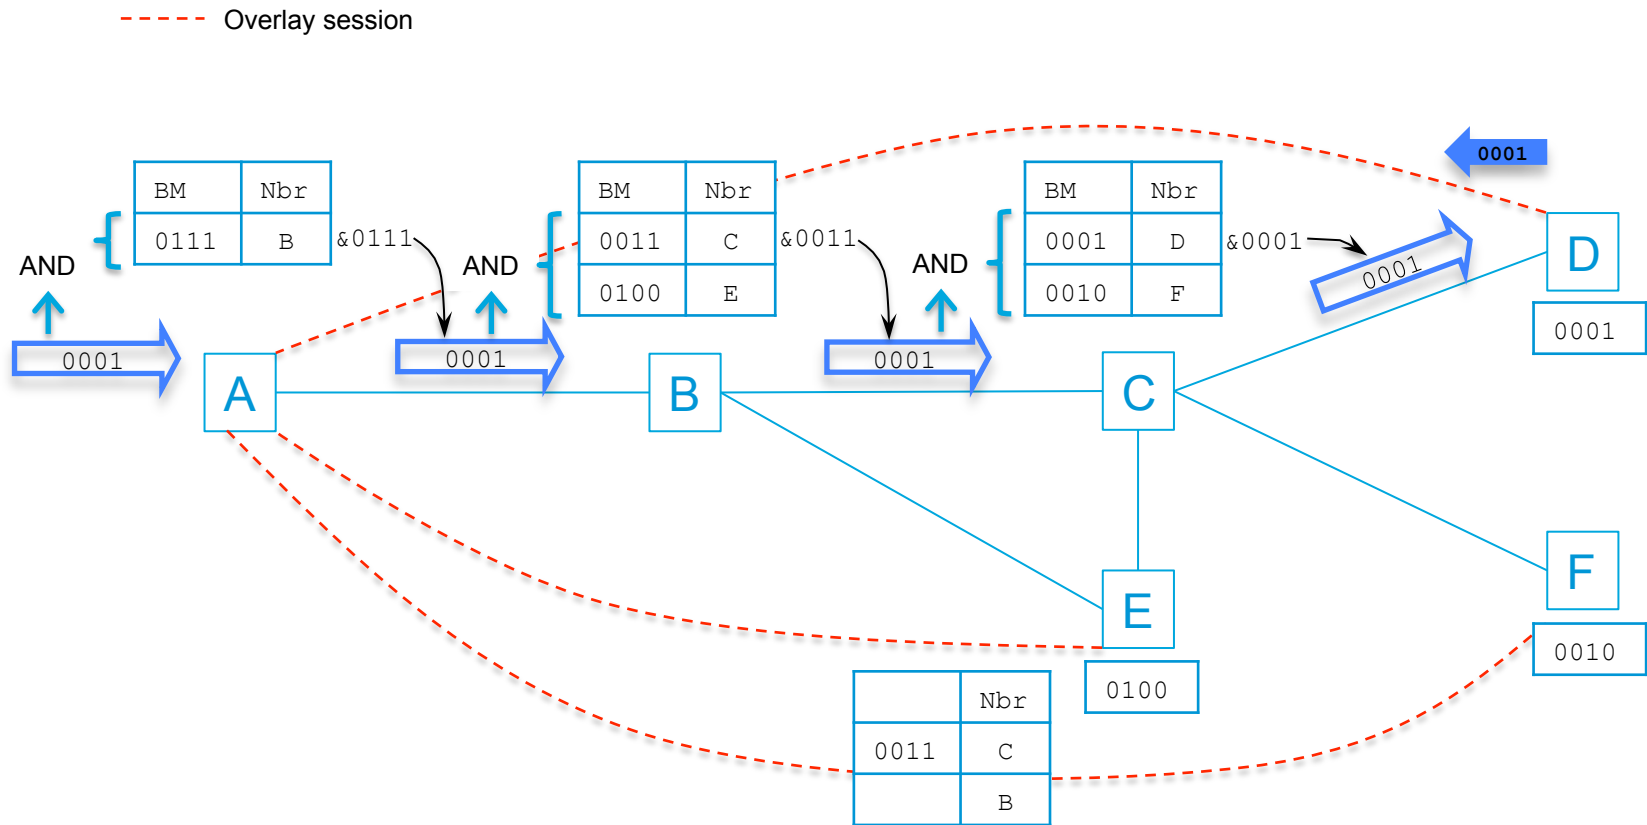 Overlay session
0001
BM Nbr
0111 B
&0111
BM Nbr
0011 C
0100 E
&0011
BM Nbr
0001 D
0010 F
&0001
AND
AND
AND
0001
0001
0001
0001
D
0001
A
B
C
E
0100
F
0010
Nbr
0011 C
B